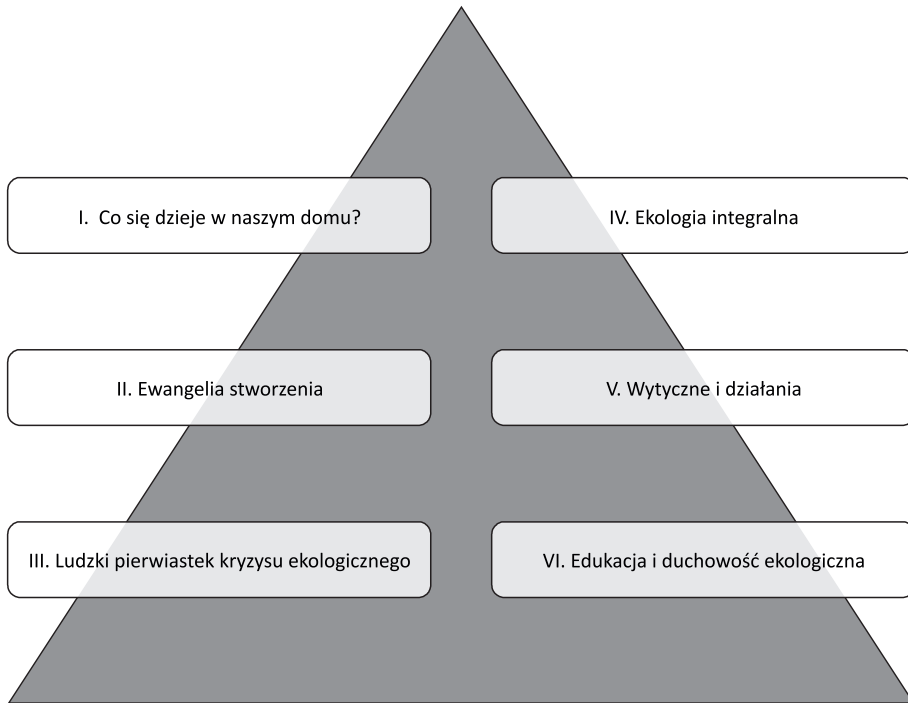 I. Co się dzieje w naszym domu?
II. Ewangelia stworzenia
III. Ludzki pierwiastek kryzysu ekologicznego
IV. Ekologia integralna
V. Wytyczne i działania
VI. Edukacja i duchowość ekologiczna